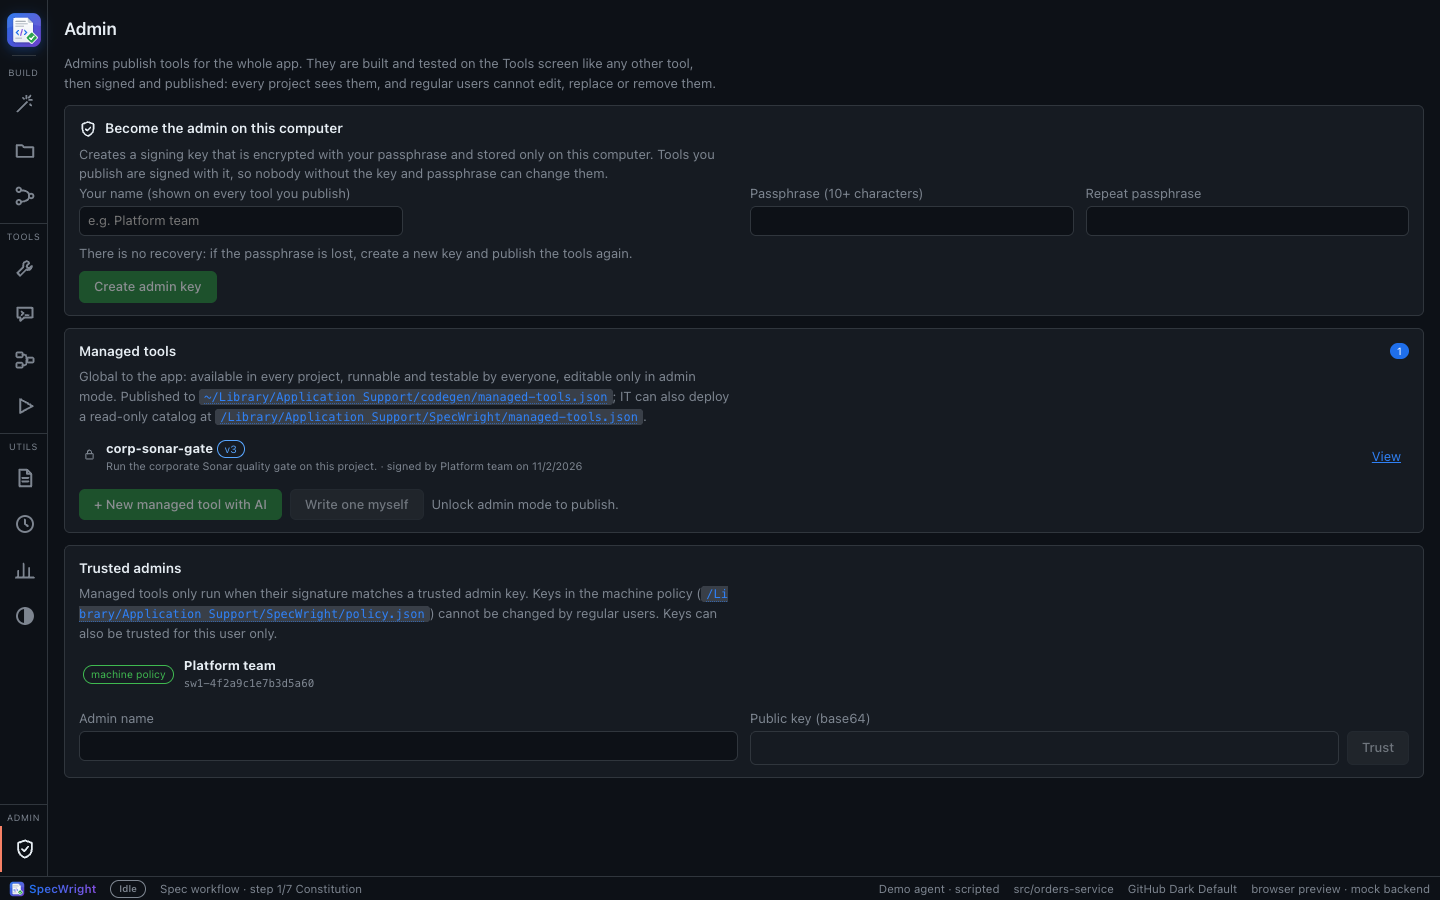 Admin
Admins publish tools for the whole app. They are built and tested on the Tools screen like any other tool,
then signed and published: every project sees them, and regular users cannot edit, replace or remove them.
BUILD
TOOLS
UTILS
ADMIN
Become the admin on this computer
Creates a signing key that is encrypted with your passphrase and stored only on this computer. Tools you
publish are signed with it, so nobody without the key and passphrase can change them.
Your name (shown on every tool you publish)
Passphrase (10+ characters)
Repeat passphrase
e.g. Platform team
There is no recovery: if the passphrase is lost, create a new key and publish the tools again.
Create admin key
Managed tools
1
Global to the app: available in every project, runnable and testable by everyone, editable only in admin
mode. Published to ~/Library/Application Support/codegen/managed-tools.json; IT can also deploy
a read-only catalog at /Library/Application Support/SpecWright/managed-tools.json.
corp-sonar-gate v3
Run the corporate Sonar quality gate on this project. · signed by Platform team on 11/2/2026
View
+ New managed tool with AI
Write one myself
Unlock admin mode to publish.
Trusted admins
Managed tools only run when their signature matches a trusted admin key. Keys in the machine policy (/Li
brary/Application Support/SpecWright/policy.json) cannot be changed by regular users. Keys can
also be trusted for this user only.
machine policy
Platform team
sw1-4f2a9c1e7b3d5a60
Admin name
Public key (base64)
Trust
SpecWright
Idle
Spec workflow · step 1/7 Constitution
Demo agent · scripted
src/orders-service
GitHub Dark Default
browser preview · mock backend